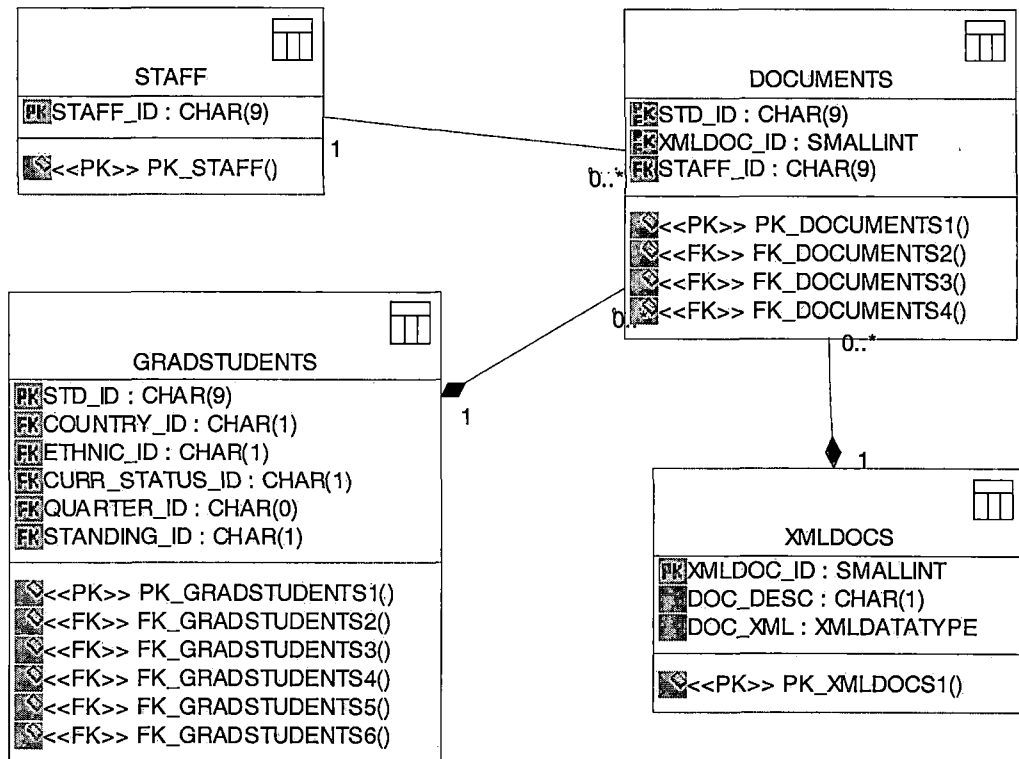 STAFF
PK STAFF_ID : CHAR(9)
<<PK>> PK_STAFF()
1
DOCUMENTS
STD_ID : CHAR(9)
XMLDOC_ID : SMALLINT
FK STAFF_ID : CHAR(9)
0..*
<<PK>> PK_DOCUMENTS1()
<<FK>> FK_DOCUMENTS2()
<<FK>> FK_DOCUMENTS3()
<<FK>> FK_DOCUMENTS4()
0..
0..*
GRADSTUDENTS
PK STD_ID : CHAR(9)
FK COUNTRY_ID : CHAR(1)
FK ETHNIC_ID : CHAR(1)
FK CURR_STATUS_ID : CHAR(1)
FK QUARTER_ID : CHAR(0)
FK STANDING_ID : CHAR(1)
1
<<PK>> PK_GRADSTUDENTS1()
<<FK>> FK_GRADSTUDENTS2()
<<FK>> FK_GRADSTUDENTS3()
<<FK>> FK_GRADSTUDENTS4()
<<FK>> FK_GRADSTUDENTS5()
<<FK>> FK_GRADSTUDENTS6()
1
XMLDOCS
PK XMLDOC_ID : SMALLINT
DOC_DESC : CHAR(1)
DOC_XML : XMLDATATYPE
<<PK>> PK_XMLDOCS1()